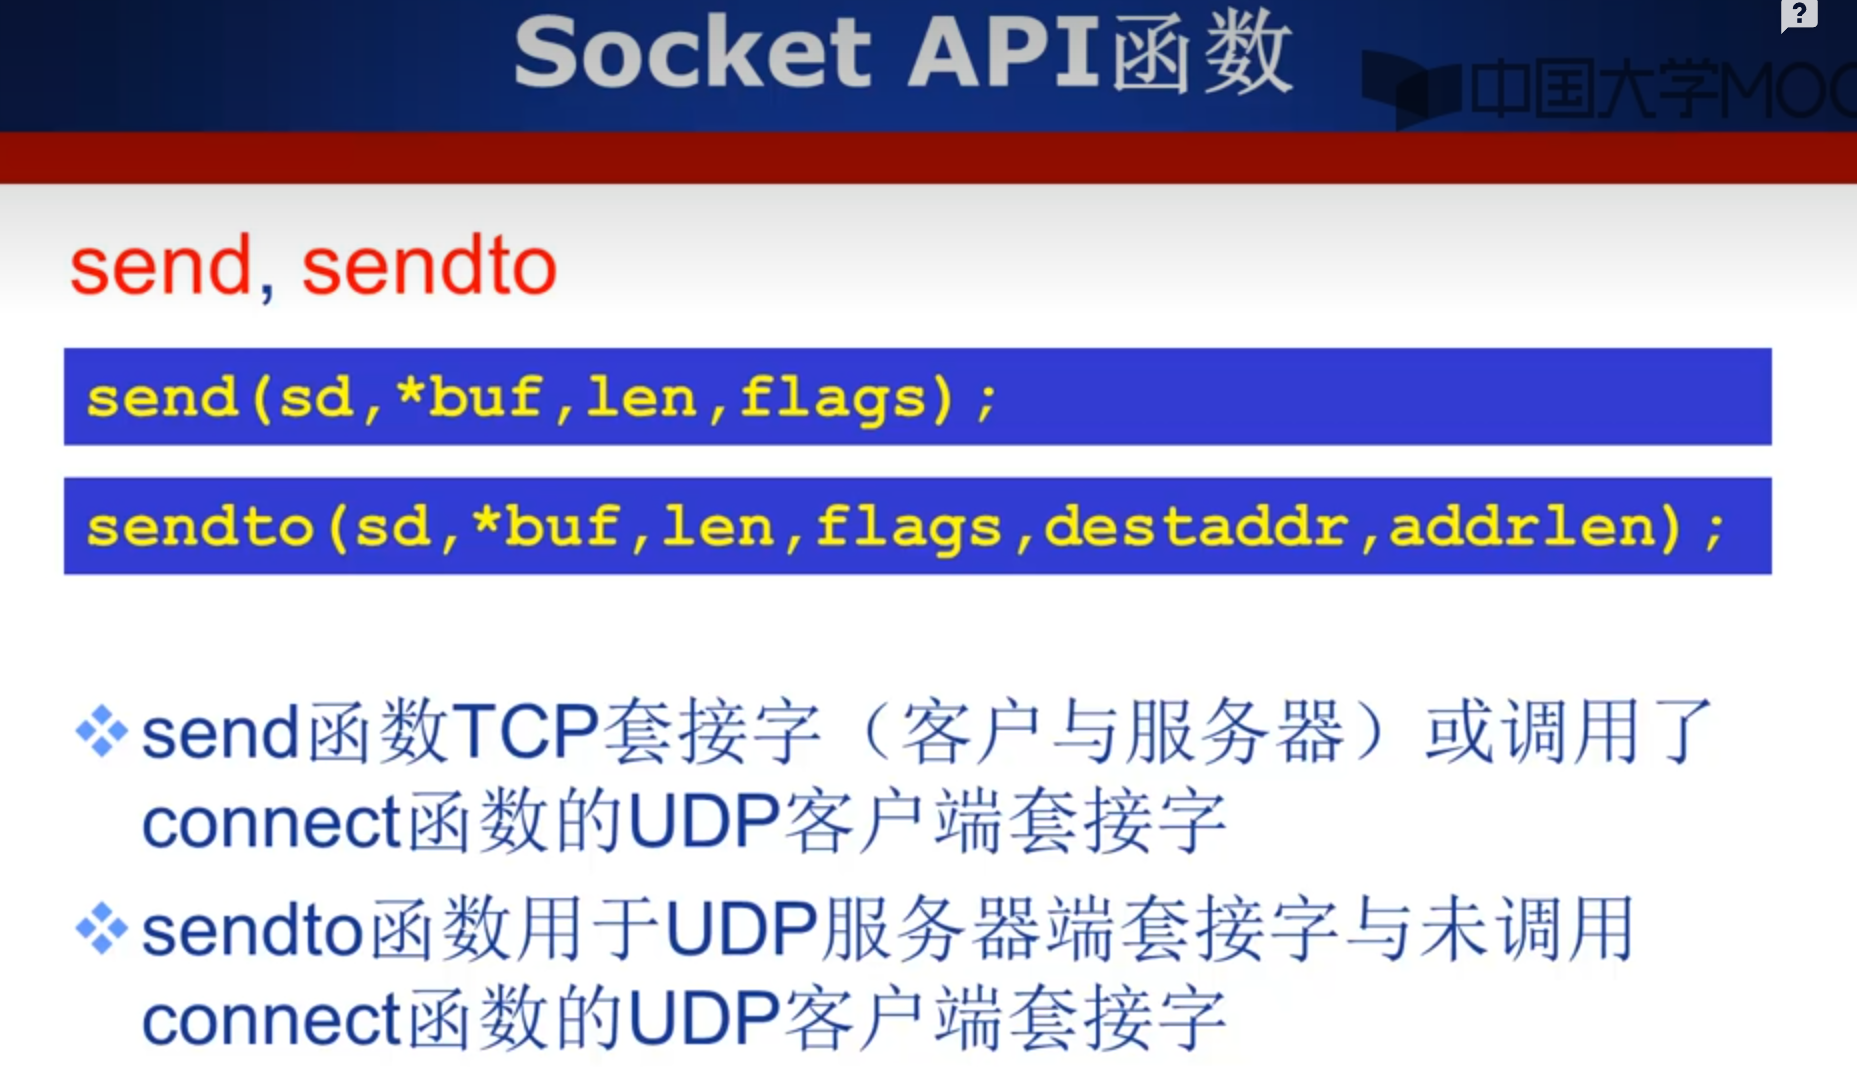 Socket API函数
中国大学MOOC
?
send, sendto
send(sd,*buf,len,flags);
sendto(sd,*buf,len,flags,destaddr,addrlen);
send函数TCP套接字（客户与服务器）或调用了
connect函数的UDP客户端套接字
sendto函数用于UDP服务器端套接字与未调用
connect函数的UDP客户端套接字